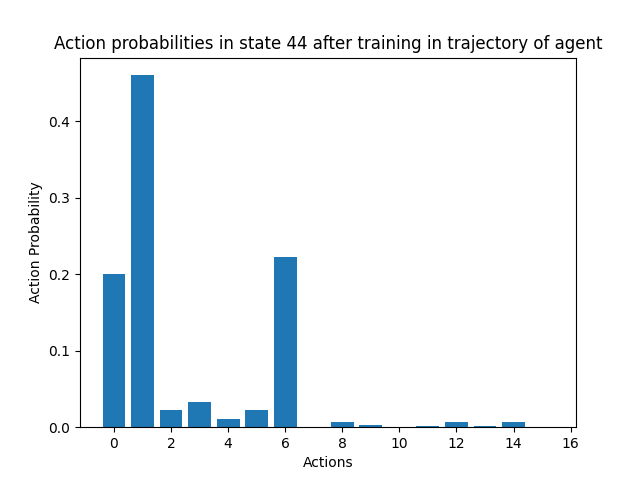 Action probabilities in state 44 after training in trajectory of agent
0.4
0.3
0.2
0.1
0.0
Action Probability
0 2 4 6 8 10 12 14 16
Actions